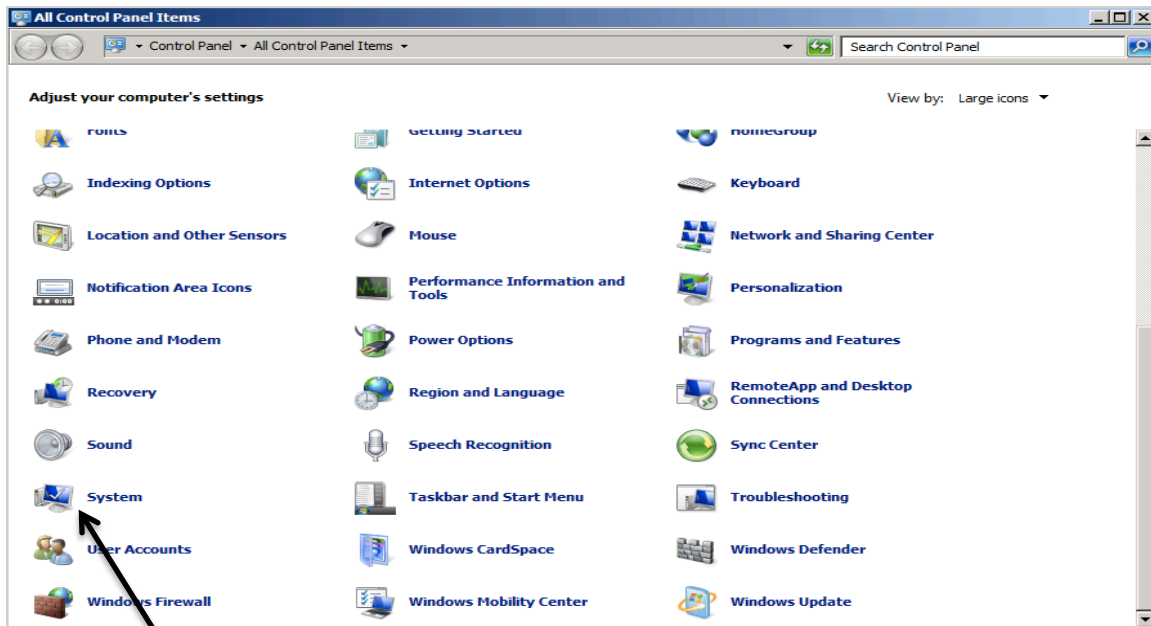 All Control Panel Items
Control Panel All Control Panel Items
Search Control Panel
Adjust your computer's settings
View by: Large icons
Fonts Getting Started HomeGroup
Indexing Options Internet Options Keyboard
Location and Other Sensors Mouse Network and Sharing Center
Notification Area Icons Performance Information and Tools Personalization
Phone and Modem Power Options Programs and Features
Recovery Region and Language RemoteApp and Desktop Connections
Sound Speech Recognition Sync Center
System Taskbar and Start Menu Troubleshooting
User Accounts Windows CardSpace Windows Defender
Windows Firewall Windows Mobility Center Windows Update